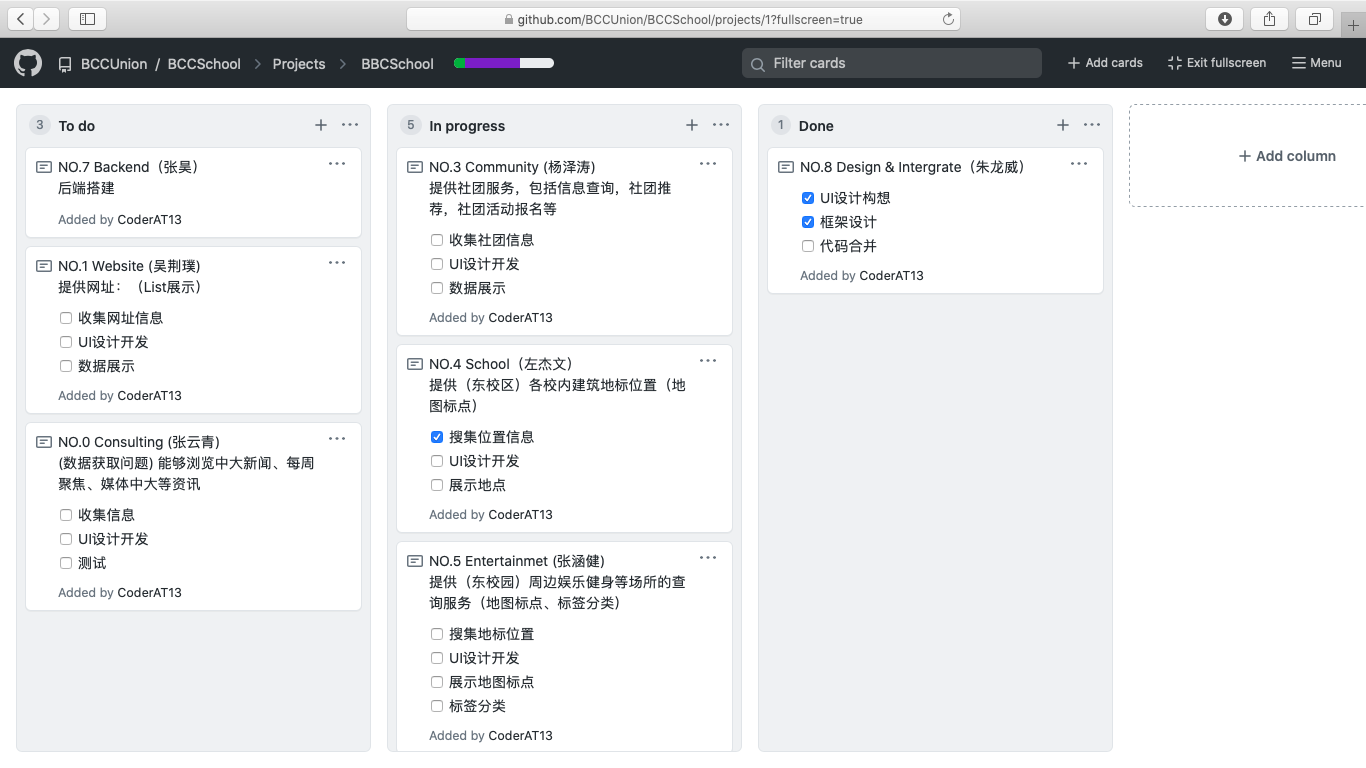 github.com/BCCUnion/BCCSchool/projects/1?fullscreen=true
BCCUnion / BCCSchool Projects BBCSchool
Filter cards
Add cards
Exit fullscreen
Menu
3 To do
NO.7 Backend（张昊）
后端搭建
Added by CoderAT13
NO.1 Website (吴荆璞)
提供网址：（List展示）
收集网址信息
UI设计开发
数据展示
Added by CoderAT13
NO.0 Consulting (张云青)
(数据获取问题) 能够浏览中大新闻、每周
聚焦、媒体中大等资讯
收集信息
UI设计开发
测试
Added by CoderAT13
5 In progress
NO.3 Community (杨泽涛)
提供社团服务，包括信息查询，社团推
荐，社团活动报名等
收集社团信息
UI设计开发
数据展示
Added by CoderAT13
NO.4 School（左杰文）
提供（东校区）各校内建筑地标位置（地
图标点）
搜集位置信息
UI设计开发
展示地点
Added by CoderAT13
NO.5 Entertainmet (张涵健)
提供（东校园）周边娱乐健身等场所的查
询服务（地图标点、标签分类）
搜集地标位置
UI设计开发
展示地图标点
标签分类
Added by CoderAT13
1 Done
NO.8 Design & Intergrate（朱龙威）
UI设计构想
框架设计
代码合并
Added by CoderAT13
Add column